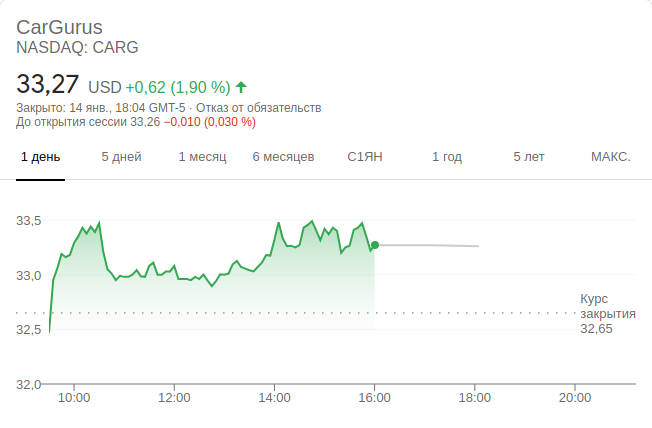 CarGurus
NASDAQ: CARG
33,27 USD +0,62 (1,90 %)
Закрыто: 14 янв., 18:04 GMT-5 · Отказ от обязательств
До открытия сессии 33,26 −0,010 (0,030 %)
1 день 5 дней 1 месяц 6 месяцев С1ЯН 1 год 5 лет МАКС.
33,5
33,0
Курс
закрытия
32,65
32,5
32,0
10:00 12:00 14:00 16:00 18:00 20:00